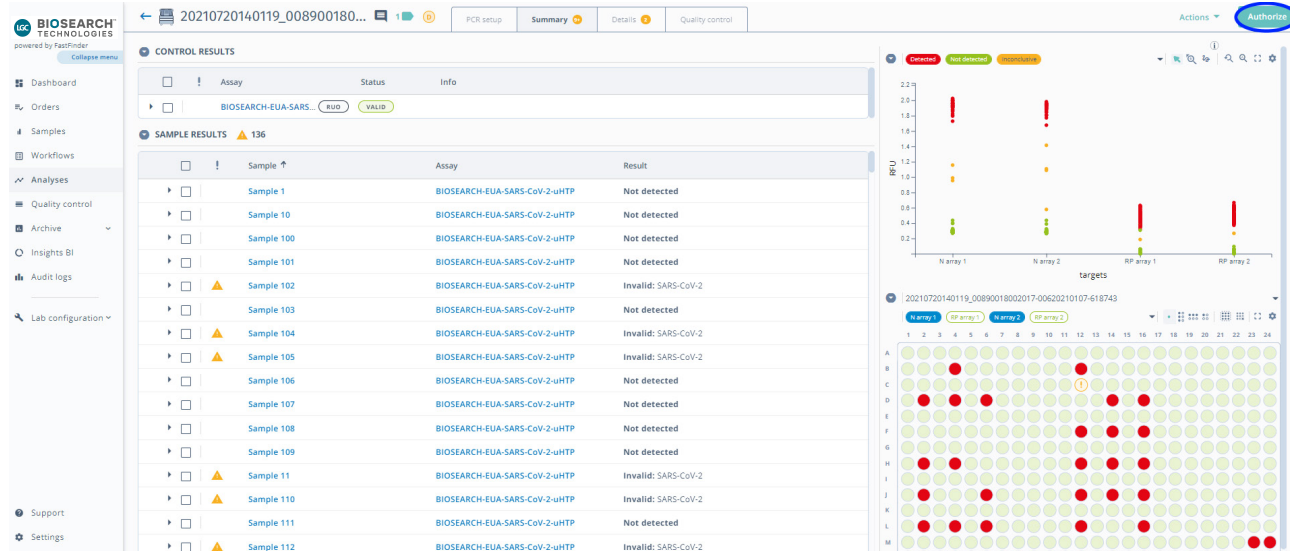 LGC BIOSEARCH™
TECHNOLOGIES
powered by FastFinder
Collapse menu
Dashboard
Orders
Samples
Workflows
Analyses
Quality control
Archive
Insights BI
Audit logs
Lab configuration
Support
Settings
← 20210720140119_008900180... 1 D
PCR setup
Summary 9+
Details
Quality control
Actions
Authorize
CONTROL RESULTS
! Assay Status Info
BIOSEARCH-EUA-SARS... RUO VALID
SAMPLE RESULTS 136
! Sample ↑ Assay Result
Sample 1 BIOSEARCH-EUA-SARS-CoV-2-uHTP Not detected
Sample 10 BIOSEARCH-EUA-SARS-CoV-2-uHTP Not detected
Sample 100 BIOSEARCH-EUA-SARS-CoV-2-uHTP Not detected
Sample 101 BIOSEARCH-EUA-SARS-CoV-2-uHTP Not detected
Sample 102 BIOSEARCH-EUA-SARS-CoV-2-uHTP Invalid: SARS-CoV-2
Sample 103 BIOSEARCH-EUA-SARS-CoV-2-uHTP Not detected
Sample 104 BIOSEARCH-EUA-SARS-CoV-2-uHTP Invalid: SARS-CoV-2
Sample 105 BIOSEARCH-EUA-SARS-CoV-2-uHTP Invalid: SARS-CoV-2
Sample 106 BIOSEARCH-EUA-SARS-CoV-2-uHTP Not detected
Sample 107 BIOSEARCH-EUA-SARS-CoV-2-uHTP Not detected
Sample 108 BIOSEARCH-EUA-SARS-CoV-2-uHTP Not detected
Sample 109 BIOSEARCH-EUA-SARS-CoV-2-uHTP Not detected
Sample 11 BIOSEARCH-EUA-SARS-CoV-2-uHTP Invalid: SARS-CoV-2
Sample 110 BIOSEARCH-EUA-SARS-CoV-2-uHTP Invalid: SARS-CoV-2
Sample 111 BIOSEARCH-EUA-SARS-CoV-2-uHTP Not detected
Sample 112 BIOSEARCH-EUA-SARS-CoV-2-uHTP Invalid: SARS-CoV-2
Detected Not detected Inconclusive
2.2
2.0
1.8
1.6
1.4
1.2
1.0
0.8
0.6
0.4
0.2
RFU
N array 1 N array 2 RP array 1 RP array 2
targets
20210720140119_00890018002017-00620210107-618743
N array 1 RP array 1 N array 2 RP array 2
1 2 3 4 5 6 7 8 9 10 11 12 13 14 15 16 17 18 19 20 21 22 23 24
A
B
C !
D
E
F
G
H
I
J
K
L
M